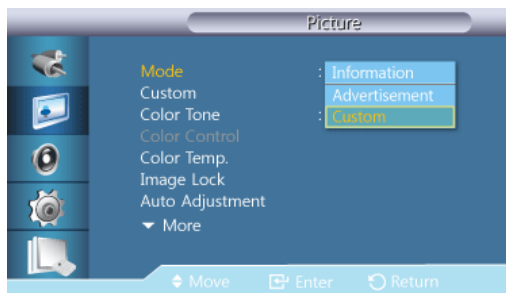 Picture
Mode : Information
Custom Advertisement
Color Tone : Custom
Color Control
Color Temp.
Image Lock
Auto Adjustment
More
Move Enter Return